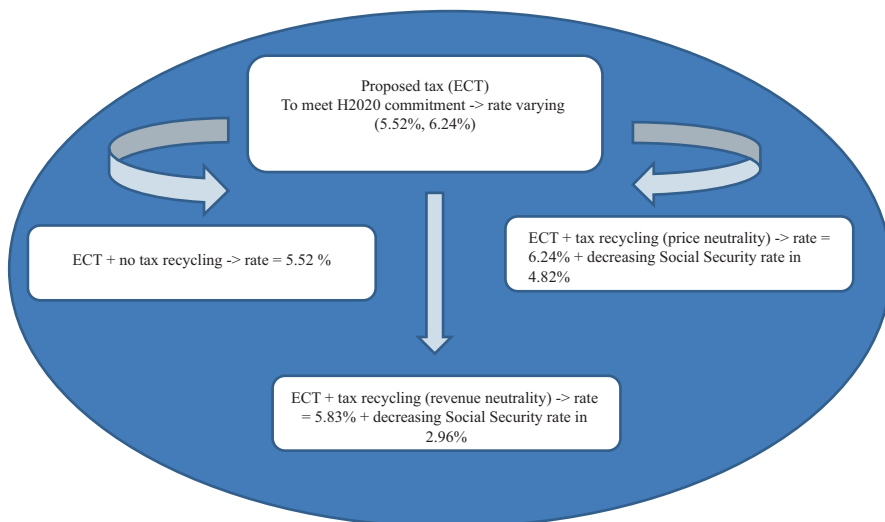 Proposed tax (ECT)
To meet H2020 commitment -> rate varying
(5.52%, 6.24%)
ECT + no tax recycling -> rate = 5.52 %
ECT + tax recycling (price neutrality) -> rate =
6.24% + decreasing Social Security rate in
4.82%
ECT + tax recycling (revenue neutrality) -> rate
= 5.83% + decreasing Social Security rate in
2.96%